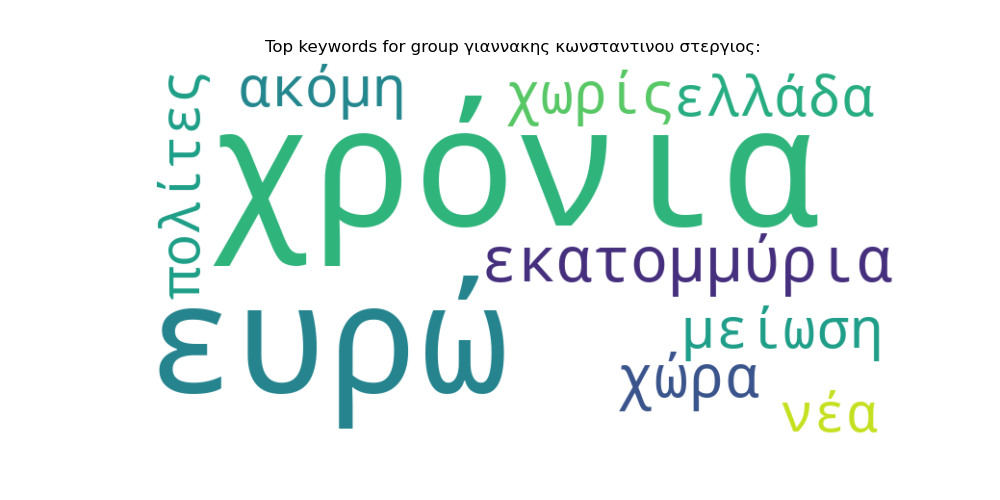 Top keywords for group γιαννακης κωνσταντινου στεργιος:
ακόμη
χωρίς
ελλάδα
πολίτες
χρόνια
εκατομμύρια
ευρώ
μείωση
χώρα
νέα